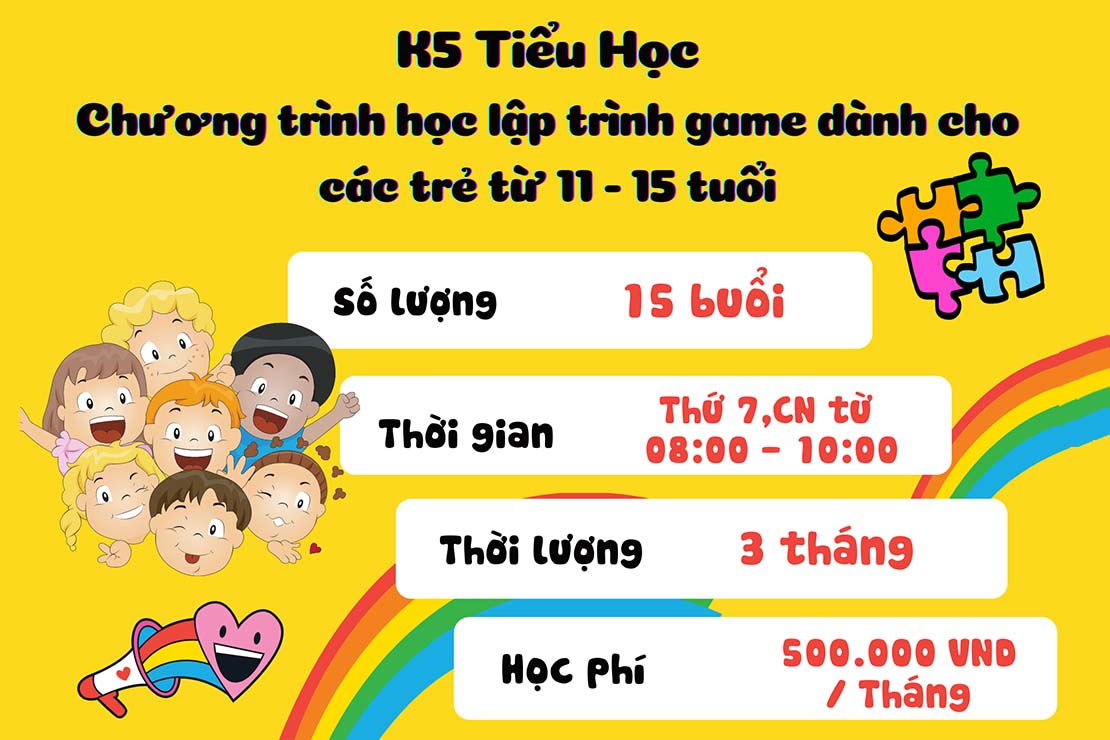 K5 Tiểu Học
Chương trình học lập trình game dành cho
các trẻ từ 11 - 15 tuổi
Số lượng
15 buổi
Thời gian
Thứ 7,CN từ
08:00 - 10:00
Thời lượng
3 tháng
Học phí
500.000 VND
/ Tháng